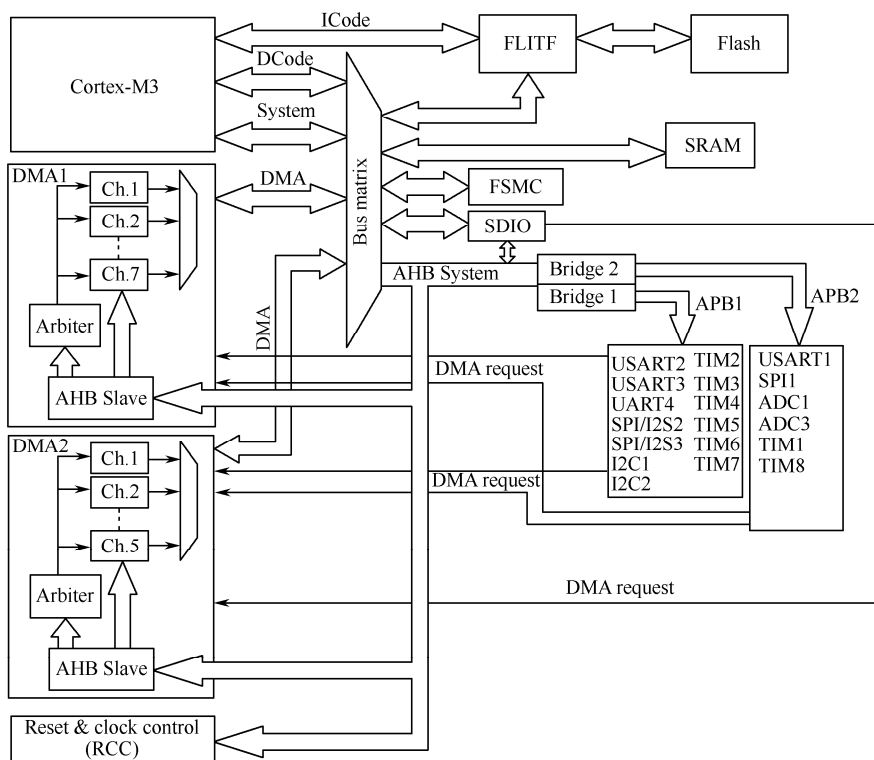 ICode
FLITF
Flash
Cortex-M3
DCode
System
SRAM
DMA1
DMA
Bus matrix
FSMC
SDIO
Ch.1
Ch.2
Ch.7
Arbiter
AHB Slave
DMA
AHB System
Bridge 2
Bridge 1
APB1
APB2
DMA request
USART2 TIM2
USART3 TIM3
UART4 TIM4
SPI/I2S2 TIM5
SPI/I2S3 TIM6
I2C1 TIM7
I2C2
USART1
SPI1
ADC1
ADC3
TIM1
TIM8
DMA2
Ch.1
Ch.2
Ch.5
Arbiter
AHB Slave
DMA request
DMA request
Reset & clock control
(RCC)